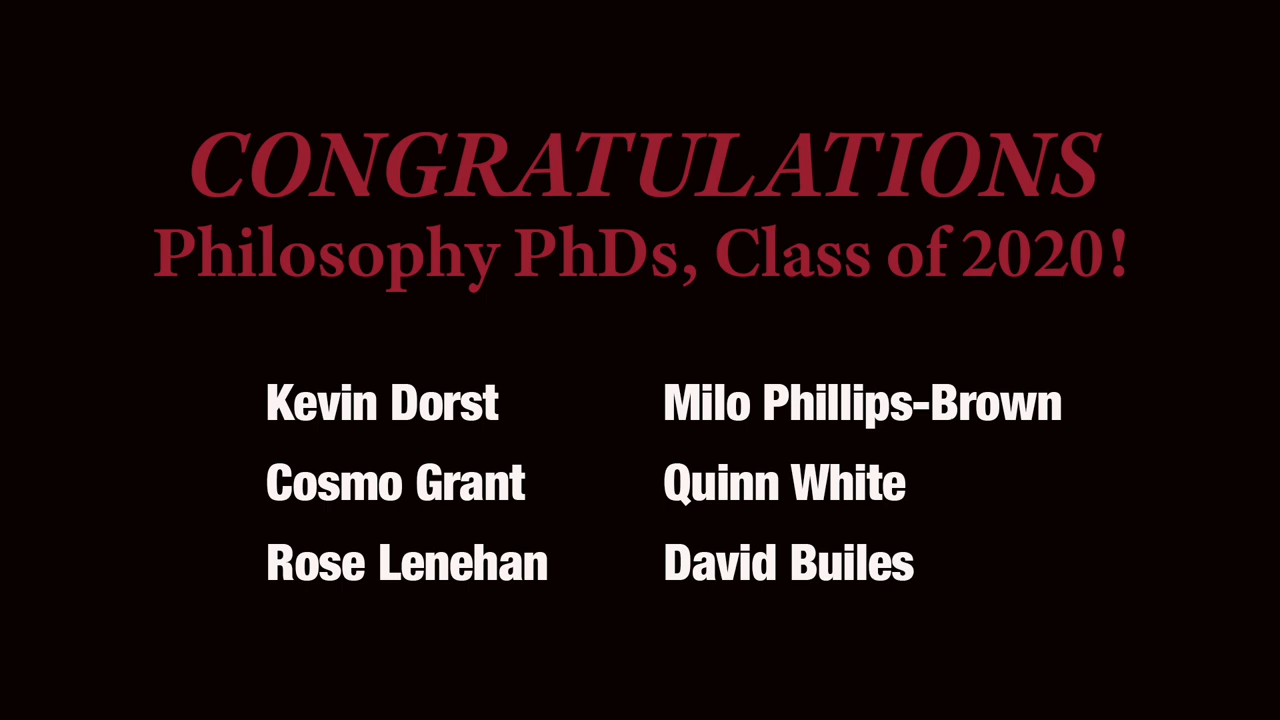 CONGRATULATIONS
Philosophy PhDs, Class of 2020!
Kevin Dorst
Cosmo Grant
Rose Lenehan
Milo Phillips-Brown
Quinn White
David Builes